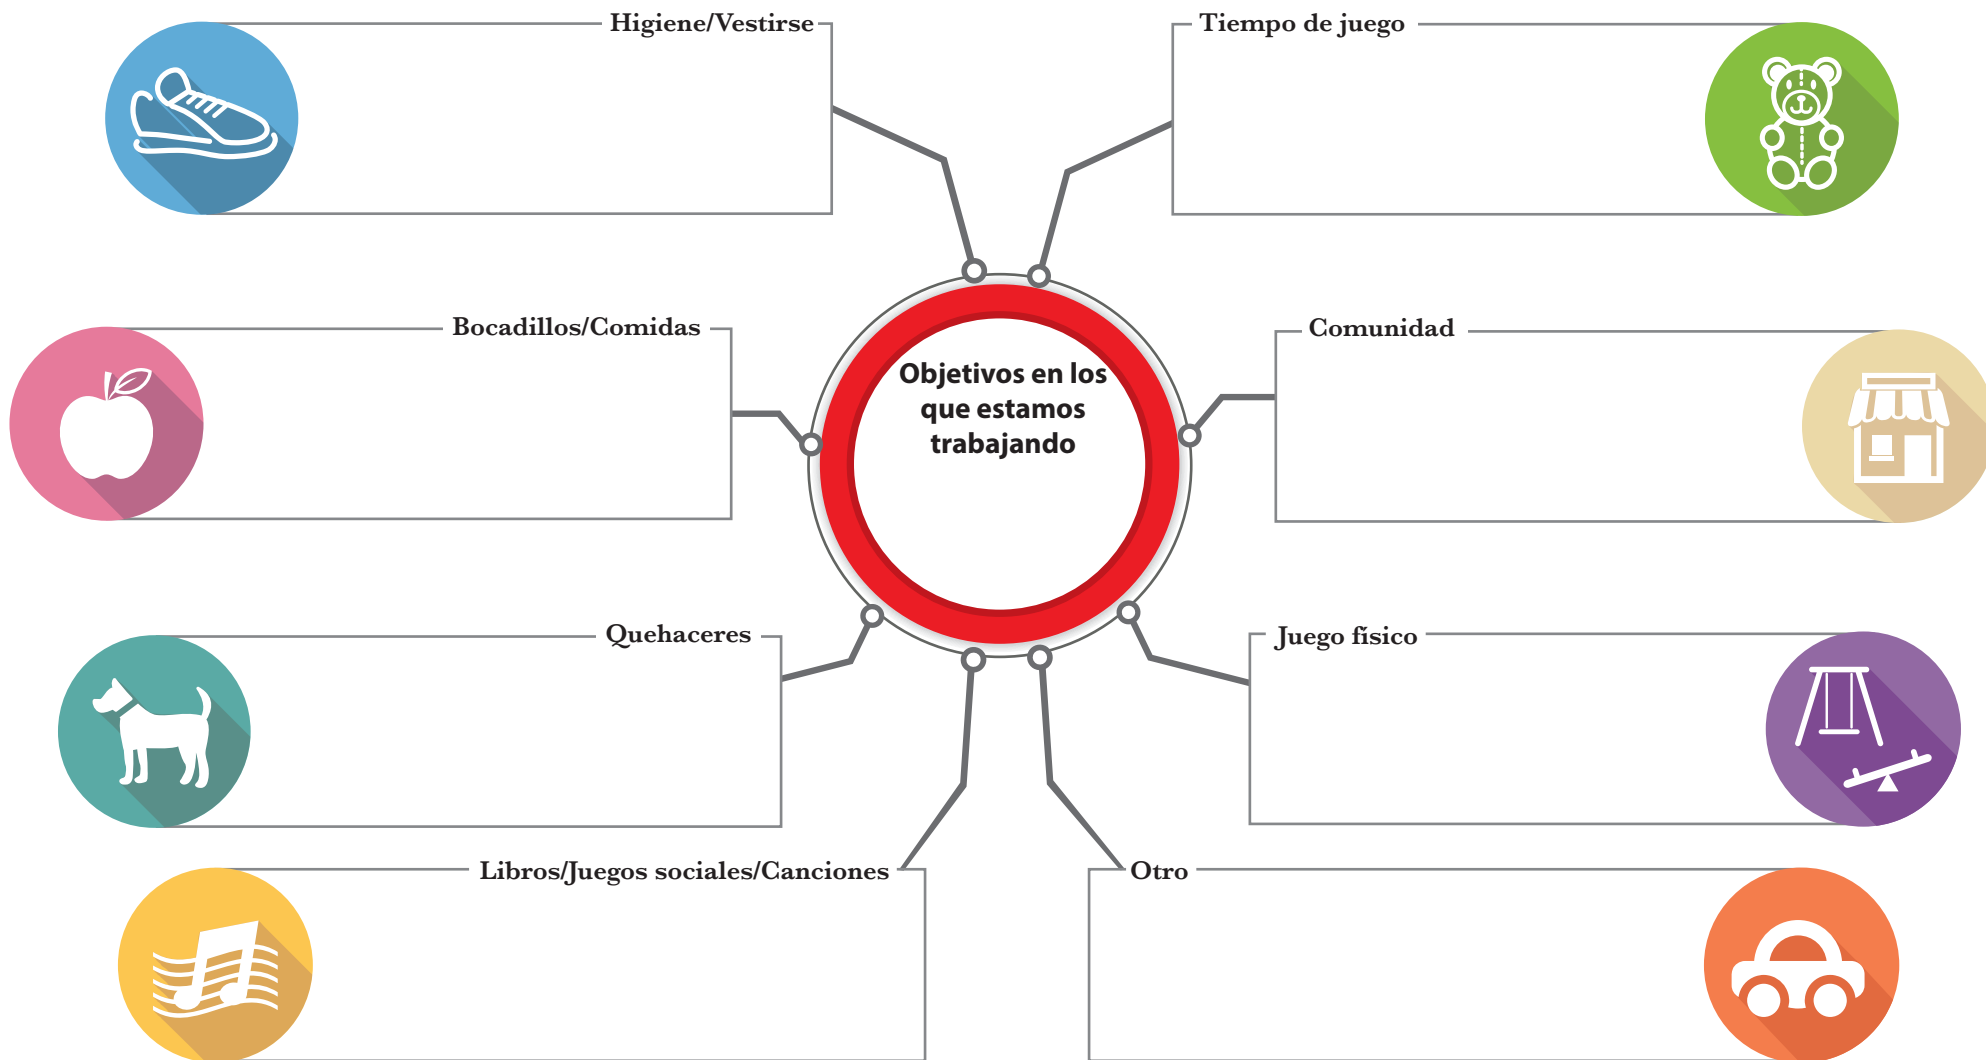 Higiene/Vestirse
Tiempo de juego
Bocadillos/Comidas
Comunidad
Objetivos en los
que estamos
trabajando
Quehaceres
Juego físico
Libros/Juegos sociales/Canciones
Otro